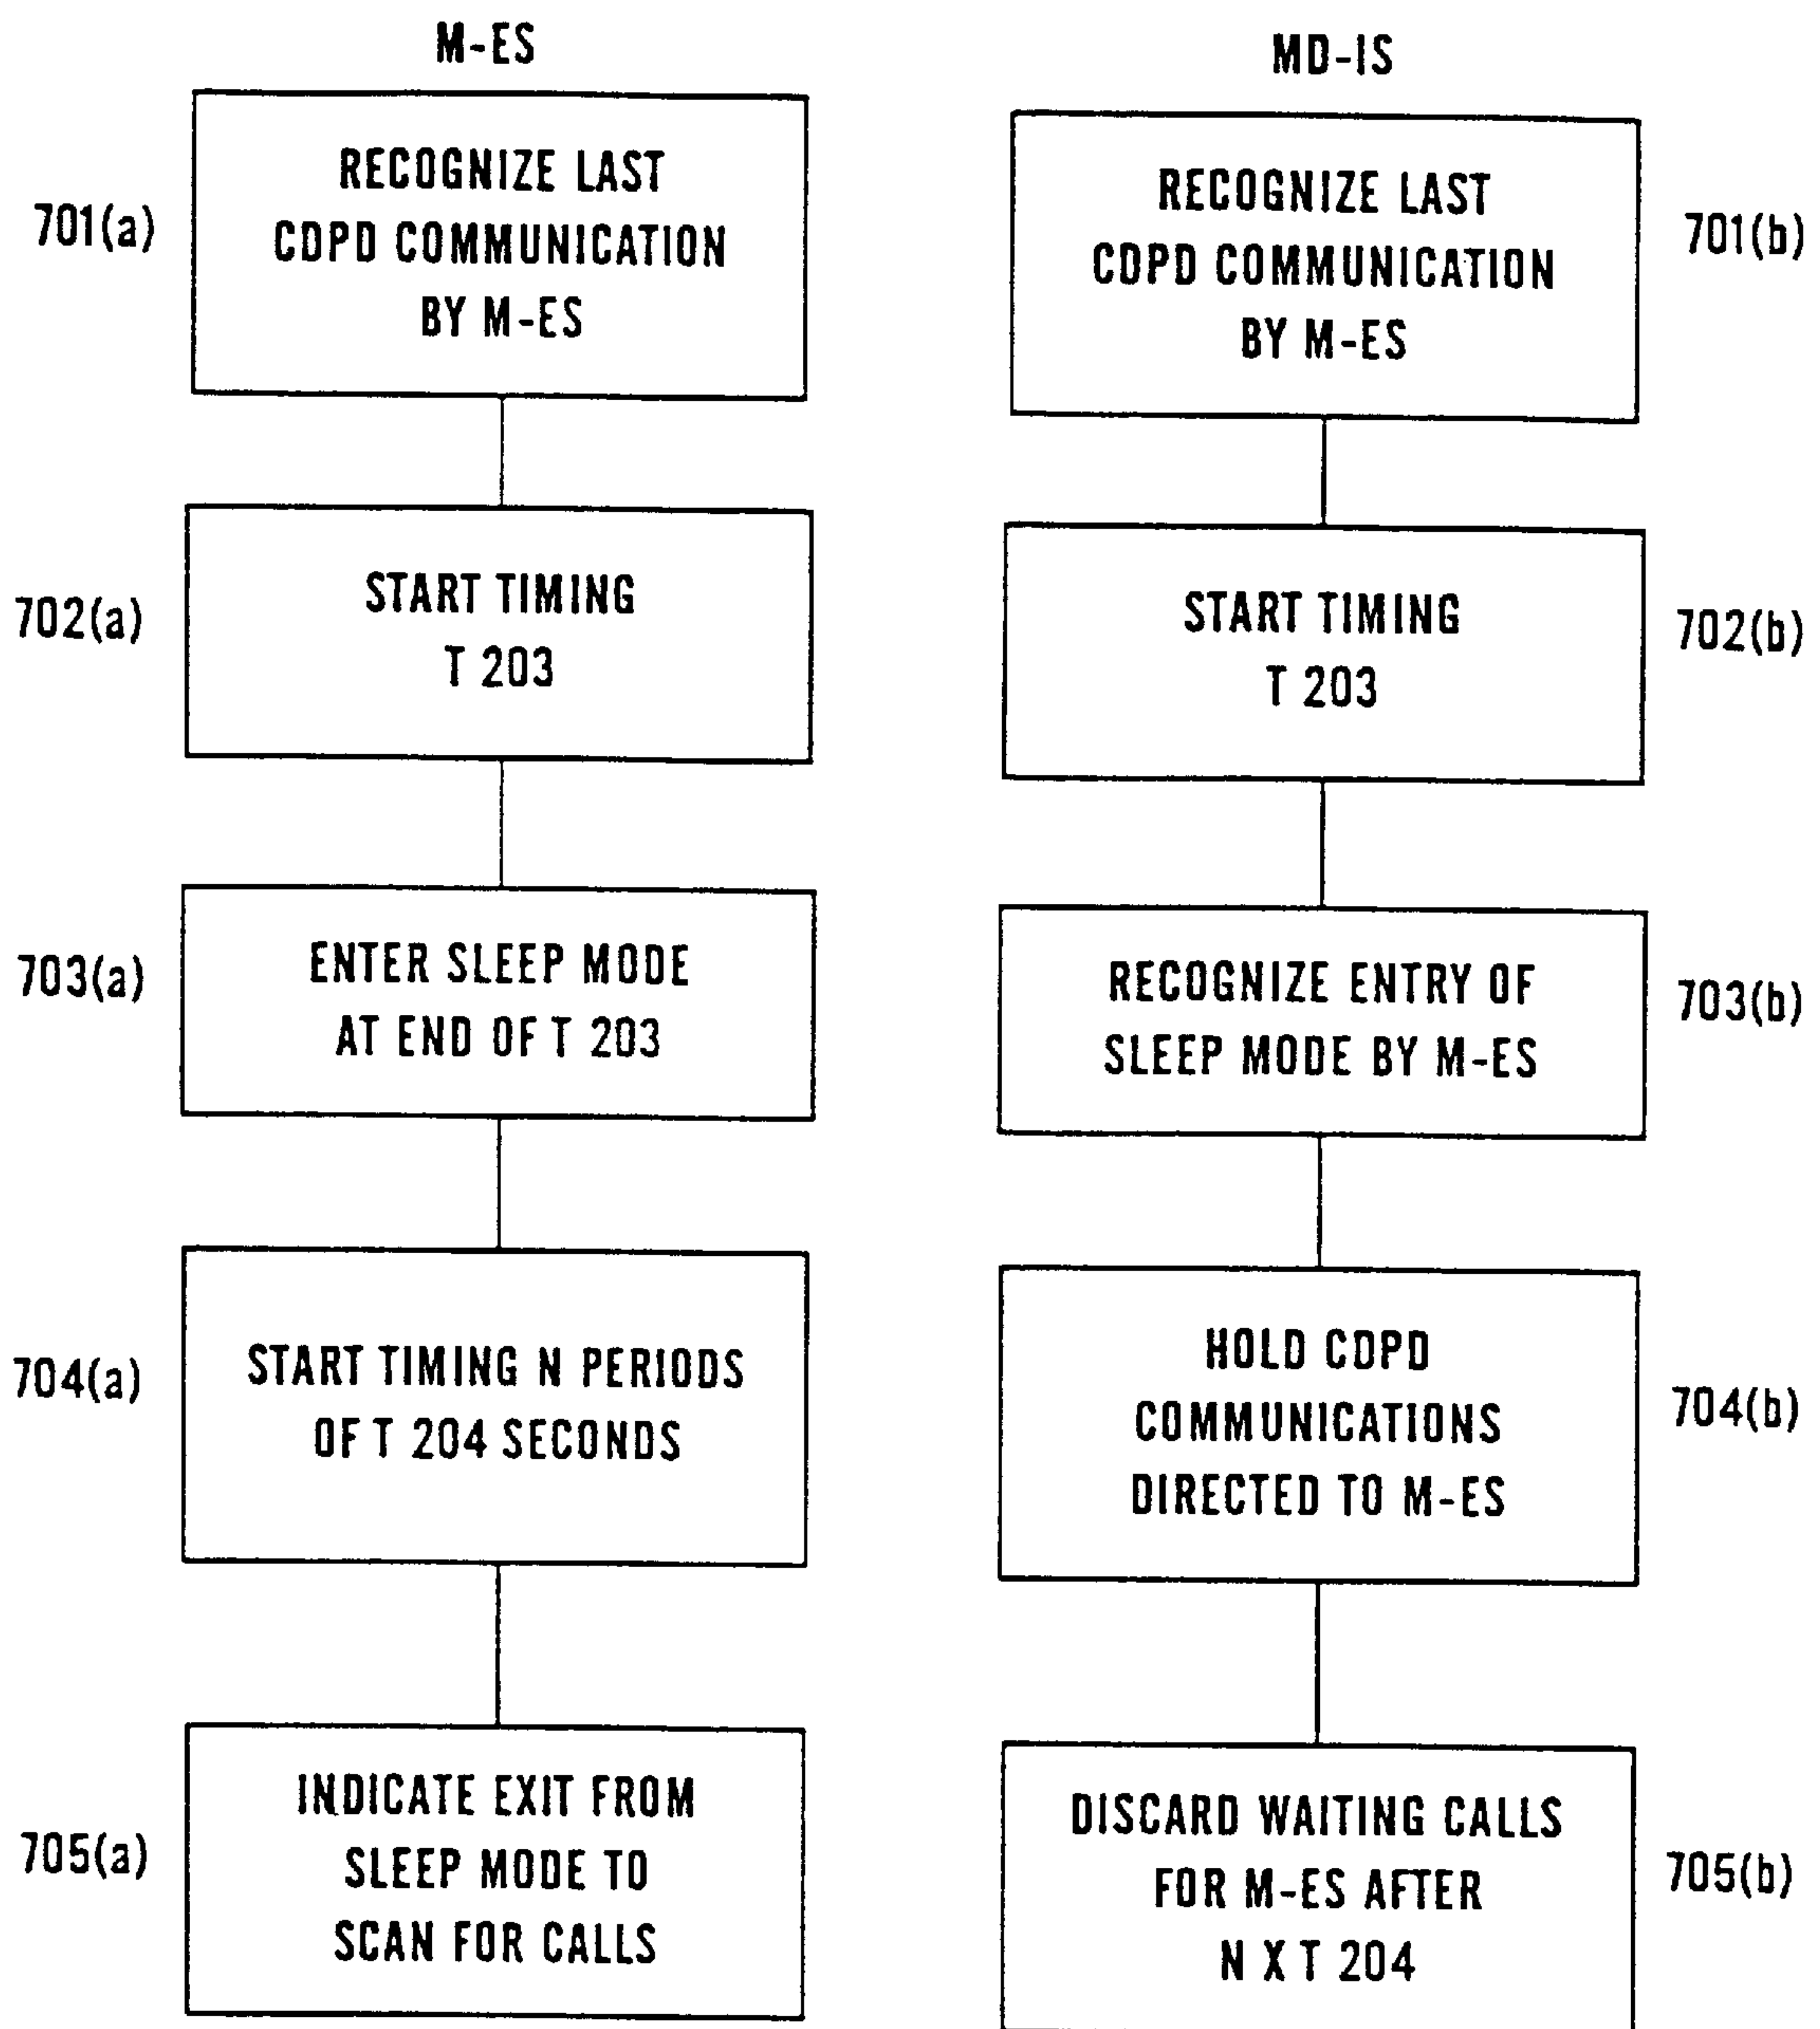 M-ES
701(a)
RECOGNIZE LAST
CDPD COMMUNICATION
BY M-ES
702(a)
START TIMING
T 203
703(a)
ENTER SLEEP MODE
AT END OF T 203
704(a)
START TIMING N PERIODS
OF T 204 SECONDS
705(a)
INDICATE EXIT FROM
SLEEP MODE TO
SCAN FOR CALLS
MD-IS
RECOGNIZE LAST
CDPD COMMUNICATION
BY M-ES
701(b)
START TIMING
T 203
702(b)
RECOGNIZE ENTRY OF
SLEEP MODE BY M-ES
703(b)
HOLD CDPD
COMMUNICATIONS
DIRECTED TO M-ES
704(b)
DISCARD WAITING CALLS
FOR M-ES AFTER
N X T 204
705(b)